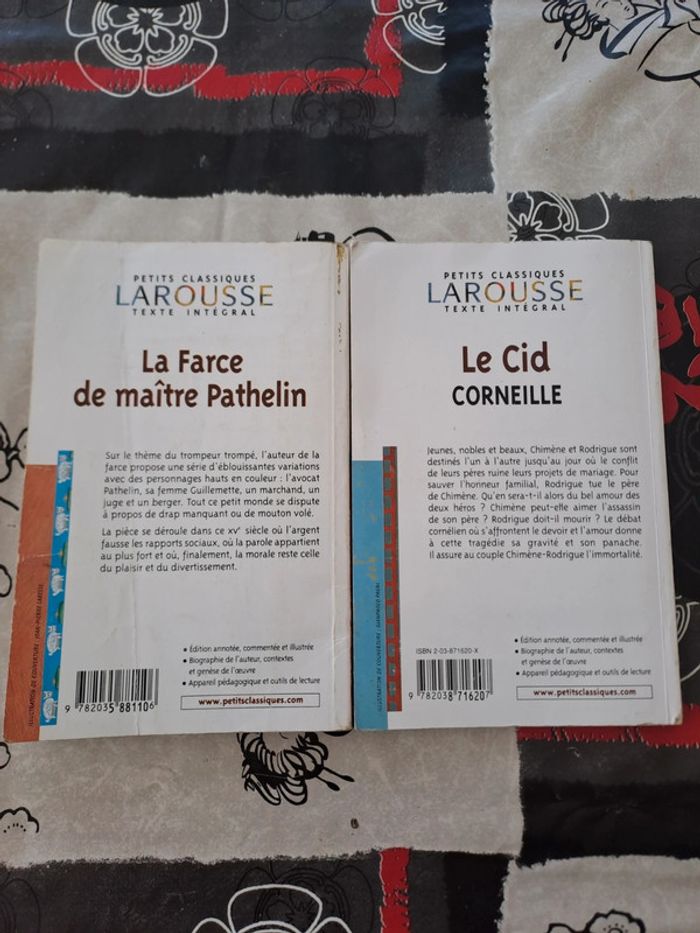 PETITS CLASSIQUES
LAROUSSE
TEXTE INTÉGRAL
La Farce
de maître Pathelin
Sur le thème du trompeur trompé, l'auteur de la
farce propose une série d'éblouissantes variations
avec des personnages hauts en couleur : l'avocat
Pathelin, sa femme Guillemette, un marchand, un
juge et un berger. Tout ce petit monde se dispute
à propos de drap manquant ou de mouton volé.
La pièce se déroule dans ce XVe siècle où l'argent
fausse les rapports sociaux, où la parole appartient
au plus fort et où, finalement, la morale reste celle
du plaisir et du divertissement.
• Édition annotée, commentée et illustrée
• Biographie de l'auteur, contextes
et genèse de l'œuvre
• Appareil pédagogique et outils de lecture
www.petitsclassiques.com
9 782035 881106
PETITS CLASSIQUES
LAROUSSE
TEXTE INTÉGRAL
Le Cid
CORNEILLE
Jeunes, nobles et beaux, Chimène et Rodrigue sont
destinés l'un à l'autre jusqu'au jour où le conflit
de leurs pères ruine leurs projets de mariage. Pour
sauver l'honneur familial, Rodrigue tue le père
de Chimène. Qu'en sera-t-il alors du bel amour des
deux héros ? Chimène peut-elle aimer l'assassin
de son père ? Rodrigue doit-il mourir ? Le débat
cornélien où s'affrontent le devoir et l'amour donne
à cette tragédie sa gravité et son panache.
Il assure au couple Chimène-Rodrigue l'immortalité.
ISBN 2-03-871620-X
• Édition annotée, commentée et illustrée
• Biographie de l'auteur, contextes
et genèse de l'œuvre
• Appareil pédagogique et outils de lecture
www.petitsclassiques.com
9 782038 716207
ILLUSTRATION DE COUVERTURE :
ILLUSTRATION DE COUVERTURE :